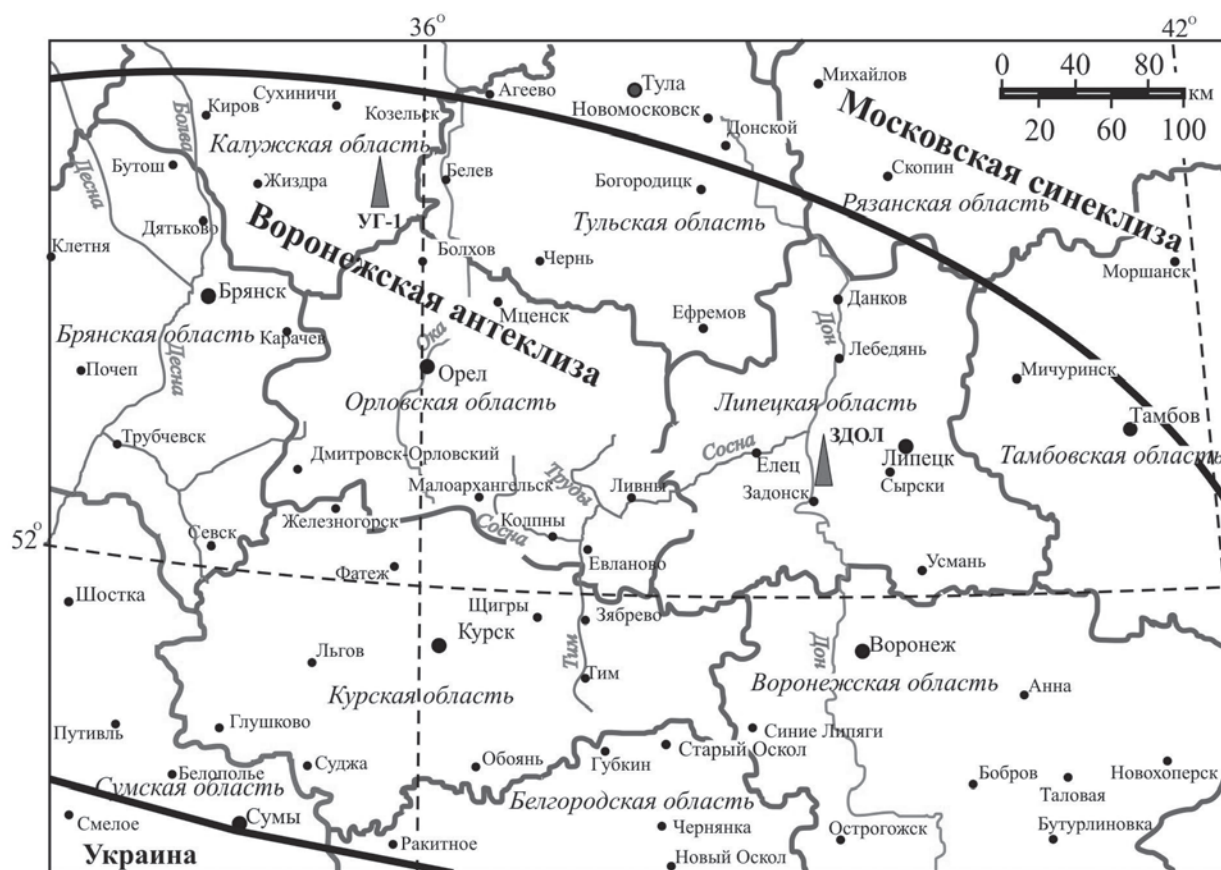 36°
42°
0 40 80
км
20 60 100
Михайлов
Тула
Агеево
Новомосковск
Сухиничи
Козельск
Киров
Болва
Калужская область
Донской
Московская синеклиза
Десна
Бутош
Жиздра
Белев
Богородицк
Скопин
УГ-1
Рязанская область
Тульская область
Дятьково
Воронежская антеклиза
Клетня
Болхов
Чернь
Моршанск
Брянск
Мценск
Данков
Ефремов
Дон
Брянская область
Карачев
Ока
Десна
Лебедянь
Почеп
Орел
Мичуринск
Орловская область
Липецкая область
Тамбов
Трубчевск
ЗДОЛ
Сосна
Тамбовская область
Дмитровск-Орловский
Елец
Липецк
Малоархангельск
Труды
Ливны
Сырски
Задонск
Железногорск
Сосна
Колпны
Севск
52°
Евланово
Усмань
Фатеж
Шостка
Щигры
Зябрево
Курск
Тим
Дон
Воронеж
Льгов
Тим
Воронежская область
Курская область
Анна
Путивль
Глушково
Синие Липяги
Старый Оскол
Суджа
Обоянь
Губкин
Белополье
Сумская область
Бобров
Новохоперск
Таловая
Белгородская область
Смелое
Сумы
Чернянка
Острогожск
Бутурлиновка
Ракитное
Украина
Новый Оскол